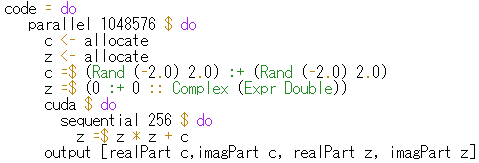 code = do
parallel 1048576 $ do
c <- allocate
z <- allocate
c =$ (Rand (-2.0) 2.0) :+ (Rand (-2.0) 2.0)
z =$ (0 :+ 0 :: Complex (Expr Double))
cuda $ do
sequential 256 $ do
z =$ z * z + c
output [realPart c,imagPart c, realPart z, imagPart z]